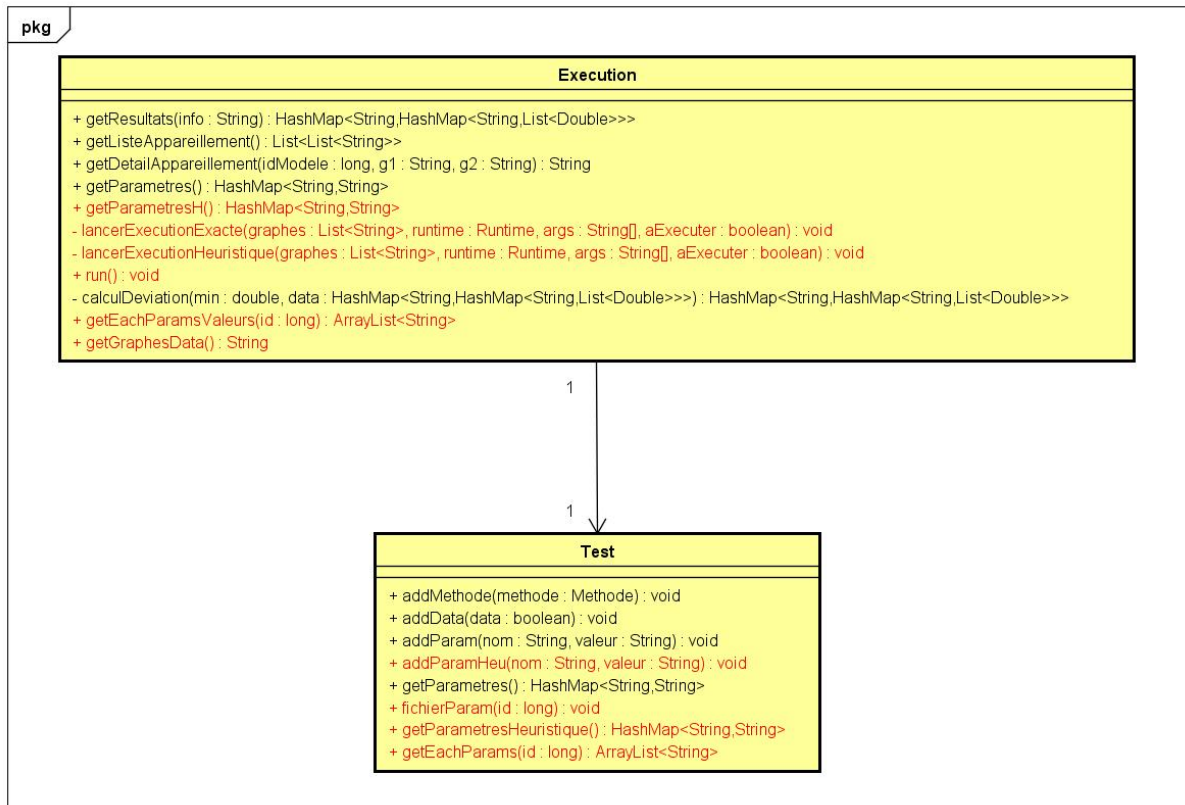 pkg
Execution
+ getResultats(info : String) : HashMap<String,HashMap<String,List<Double>>>
+ getListeAppareillement() : List<List<String>>
+ getDetailAppareillement(idModele : long, g1 : String, g2 : String) : String
+ getParametres() : HashMap<String,String>
+ getParametresH() : HashMap<String,String>
- lancerExecutionExacte(graphes : List<String>, runtime : Runtime, args : String[], aExecuter : boolean) : void
- lancerExecutionHeuristique(graphes : List<String>, runtime : Runtime, args : String[], aExecuter : boolean) : void
+ run() : void
- calculDeviation(min : double, data : HashMap<String,HashMap<String,List<Double>>>) : HashMap<String,HashMap<String,List<Double>>>
+ getEachParamsValeurs(id : long) : ArrayList<String>
+ getGraphesData() : String
1
1
Test
+ addMethode(methode : Methode) : void
+ addData(data : boolean) : void
+ addParam(nom : String, valeur : String) : void
+ addParamHeu(nom : String, valeur : String) : void
+ getParametres() : HashMap<String,String>
+ fichierParam(id : long) : void
+ getParametresHeuristique() : HashMap<String,String>
+ getEachParams(id : long) : ArrayList<String>